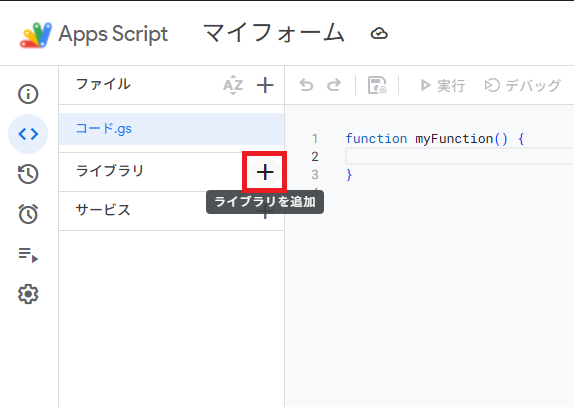 Apps Script マイフォーム
ファイル AZ 実行 デバッグ
コード.gs
1 function myFunction() {
ライブラリ 2
3 }
ライブラリを追加
サービス